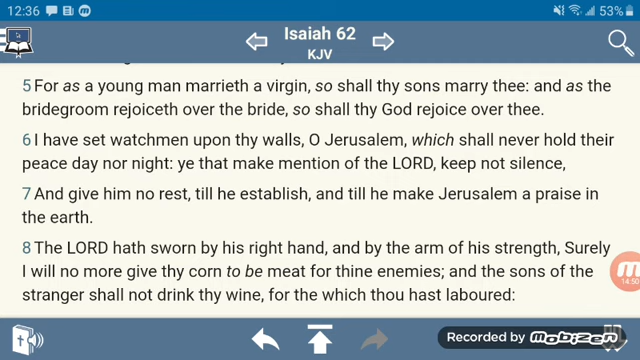 12:36
53%
Isaiah 62
KJV
5 For as a young man marrieth a virgin, so shall thy sons marry thee: and as the
bridegroom rejoiceth over the bride, so shall thy God rejoice over thee.
6 I have set watchmen upon thy walls, O Jerusalem, which shall never hold their
peace day nor night: ye that make mention of the LORD, keep not silence,
7 And give him no rest, till he establish, and till he make Jerusalem a praise in
the earth.
8 The LORD hath sworn by his right hand, and by the arm of his strength, Surely
I will no more give thy corn to be meat for thine enemies; and the sons of the
stranger shall not drink thy wine, for the which thou hast laboured:
14:50
Recorded by Mobizen